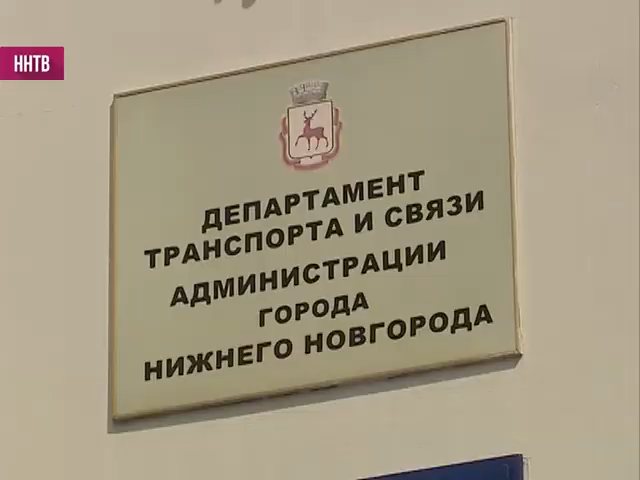 ННТВ
ДЕПАРТАМЕНТ
ТРАНСПОРТА И СВЯЗИ
АДМИНИСТРАЦИИ
ГОРОДА
НИЖНЕГО НОВГОРОДА